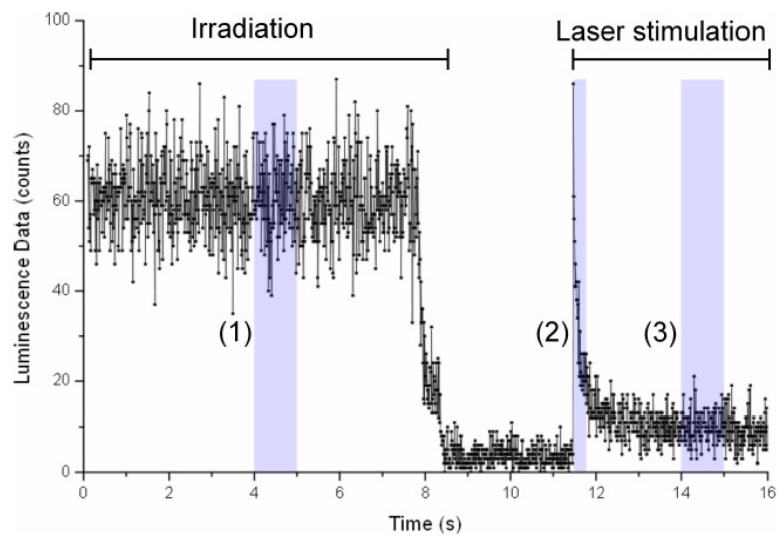 Irradiation
Laser stimulation
100
80
60
40
20
0
Luminescence Data (counts)
(1)
(2)
(3)
0 2 4 6 8 10 12 14 16
Time (s)